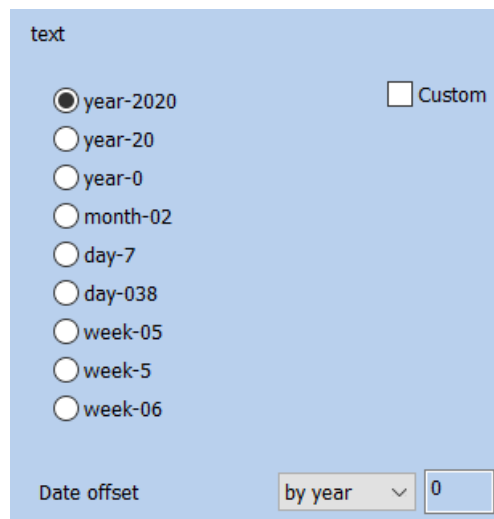 text
year-2020 Custom
year-20
year-0
month-02
day-7
day-038
week-05
week-5
week-06
Date offset by year 0